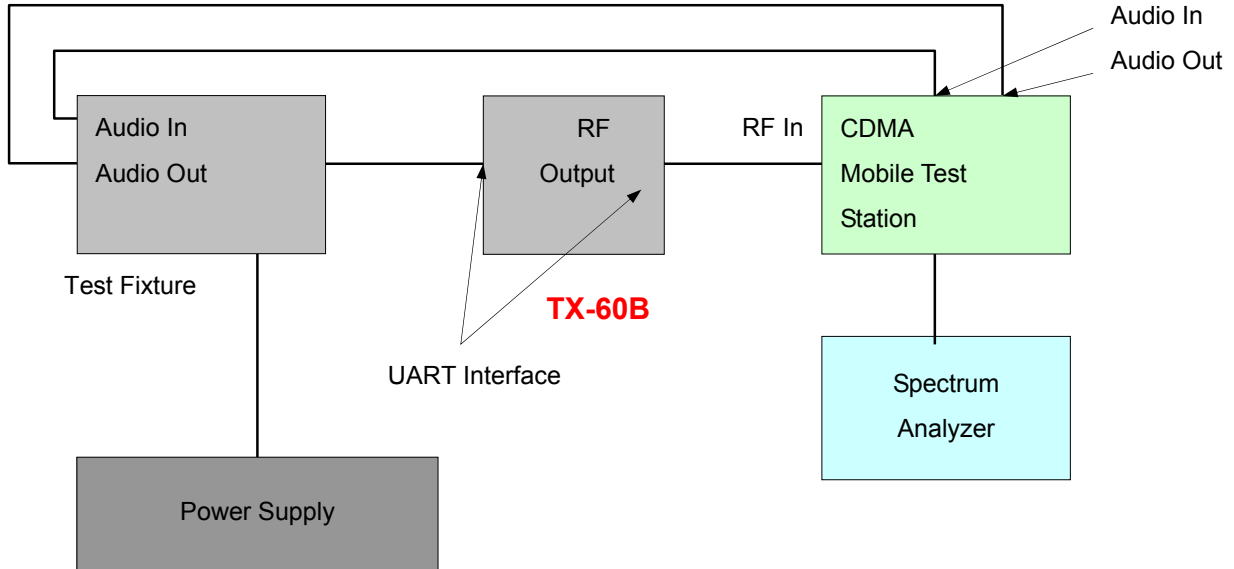 Audio In
Audio Out
Audio In
Audio Out
RF
Output
RF In
CDMA
Mobile Test
Station
Test Fixture
TX-60B
UART Interface
Spectrum
Analyzer
Power Supply